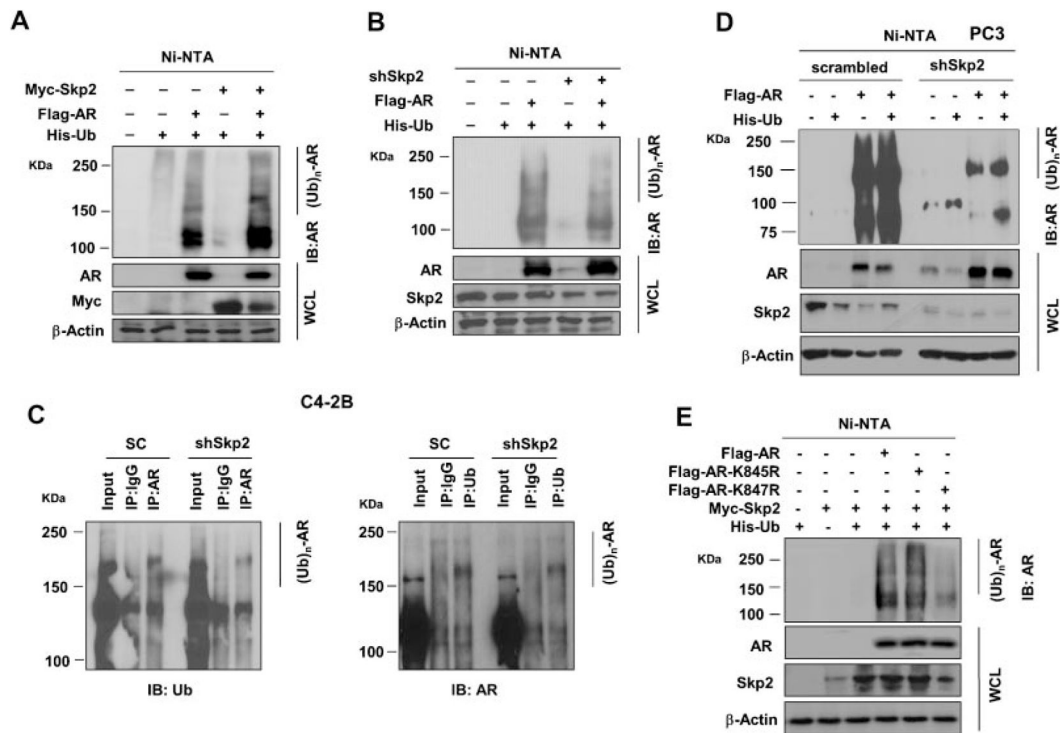 A
Ni-NTA
Myc-Skp2 – – – + +
Flag-AR – – + – +
His-Ub – + + + +
KDa
250
150
100
(Ub)n-AR
IB:AR
AR
Myc
β-Actin
WCL
B
Ni-NTA
shSkp2 – – – + +
Flag-AR – – + – +
His-Ub – + + + +
KDa
250
150
100
(Ub)n-AR
IB:AR
AR
Skp2
β-Actin
WCL
D
Ni-NTA PC3
scrambled shSkp2
Flag-AR - - + + - - + +
His-Ub - + - + - + - +
KDa
250
150
100
75
(Ub)n-AR
IB:AR
AR
Skp2
β-Actin
WCL
C
C4-2B
SC shSkp2
Input IP:IgG IP:AR Input IP:IgG IP:AR
KDa
250
150
100
(Ub)n-AR
IB: Ub
SC shSkp2
Input IP:IgG IP:Ub Input IP:IgG IP:Ub
KDa
250
150
100
(Ub)n-AR
IB: AR
E
Ni-NTA
Flag-AR - - - + - -
Flag-AR-K845R - - - - + -
Flag-AR-K847R - - - - - +
Myc-Skp2 - + + + + +
His-Ub + - + + + +
KDa
250
150
100
(Ub)n-AR
IB: AR
AR
Skp2
β-Actin
WCL